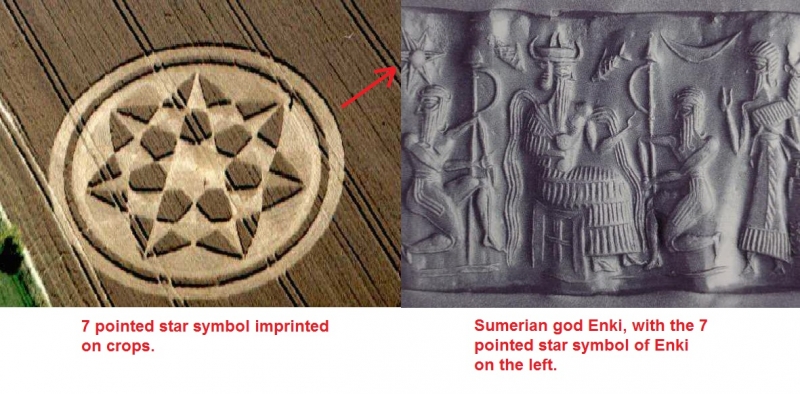 7 pointed star symbol imprinted
on crops.
Sumerian god Enki, with the 7
pointed star symbol of Enki
on the left.